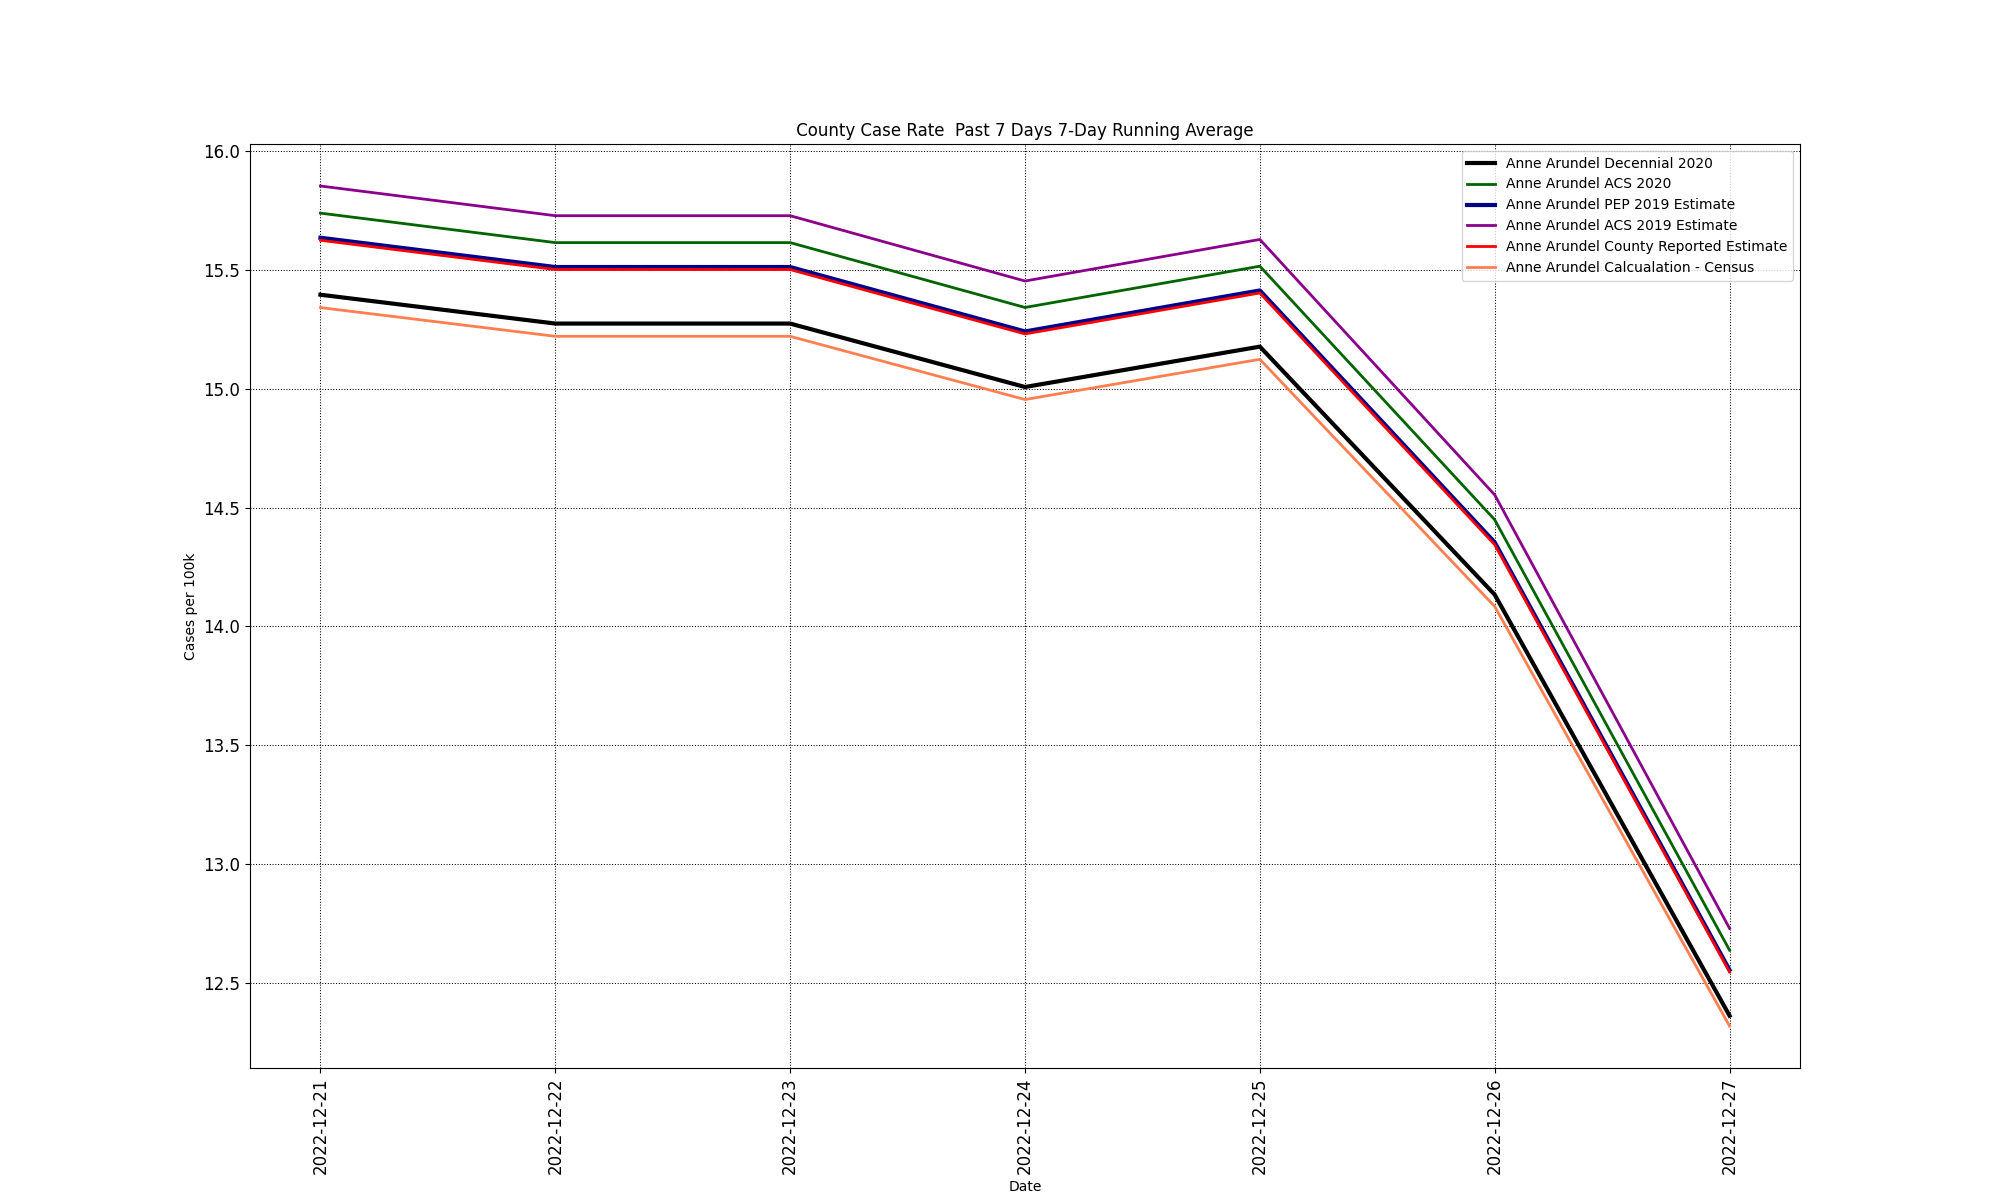 County Case Rate  Past 7 Days 7-Day Running Average
16.0
15.5
15.0
14.5
14.0
13.5
13.0
12.5
Cases per 100k
Anne Arundel Decennial 2020
Anne Arundel ACS 2020
Anne Arundel PEP 2019 Estimate
Anne Arundel ACS 2019 Estimate
Anne Arundel County Reported Estimate
Anne Arundel Calcualation - Census
2022-12-21
2022-12-22
2022-12-23
2022-12-24
2022-12-25
2022-12-26
2022-12-27
Date